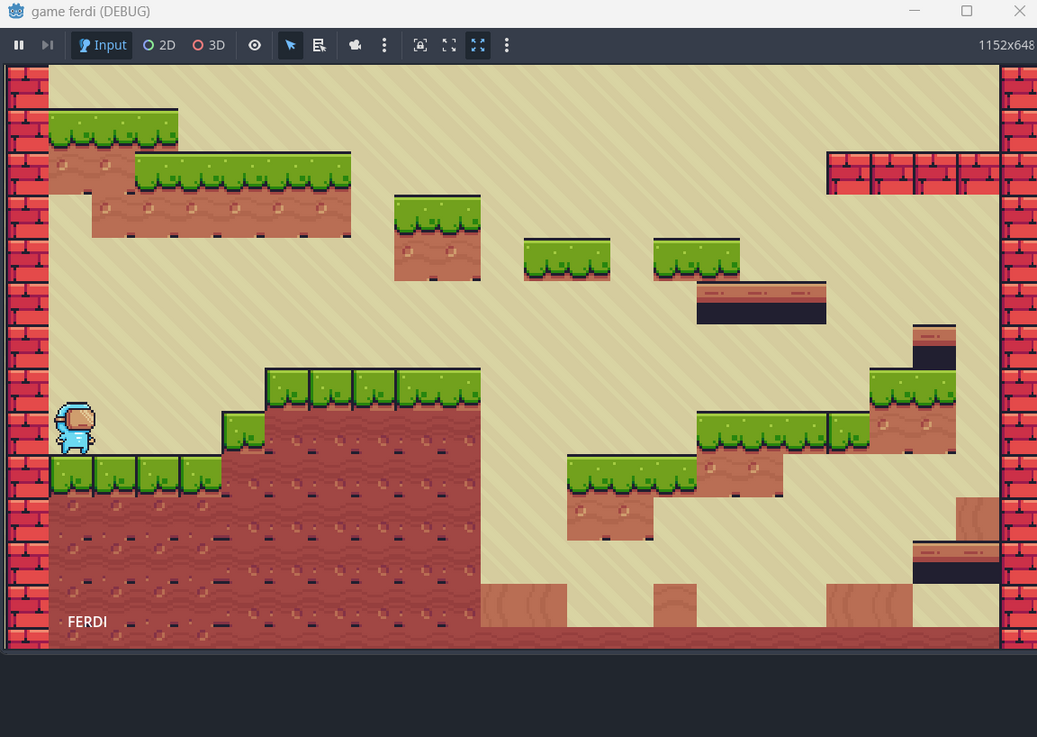 game ferdi (DEBUG)
Input 2D 3D 1152x648
FERDI